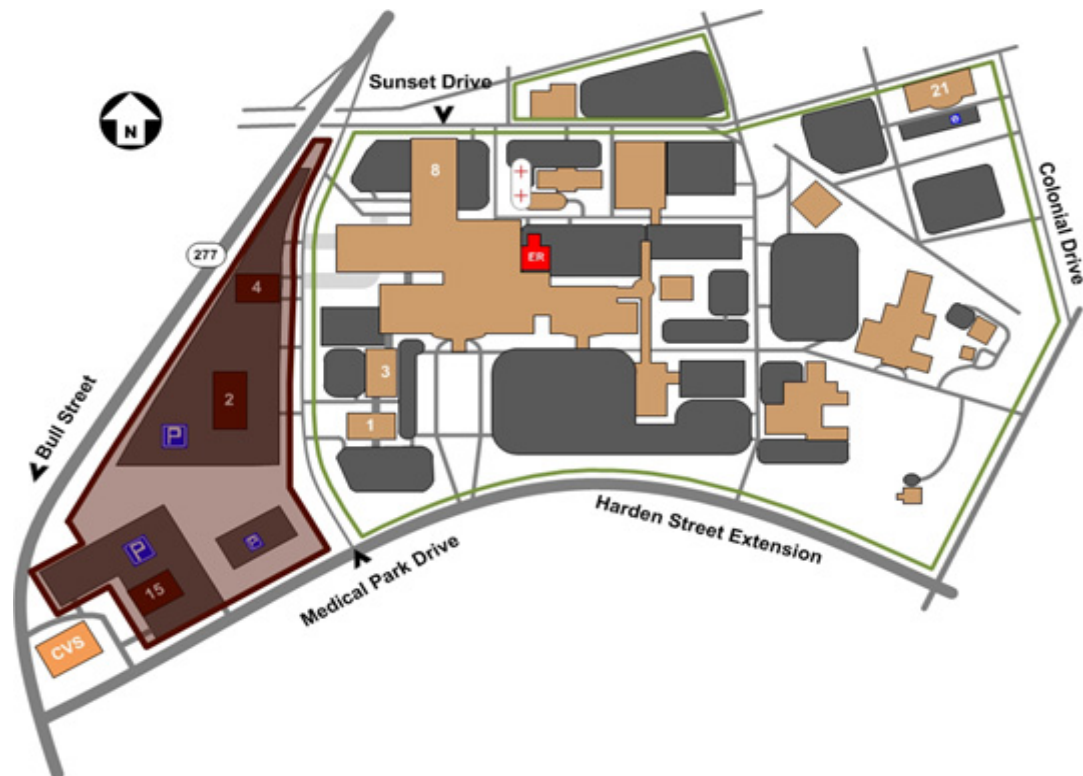 Sunset Drive
N
21
8
277
ER
4
Colonial Drive
3
2
1
P
Bull Street
P
P
15
Harden Street Extension
Medical Park Drive
CVS